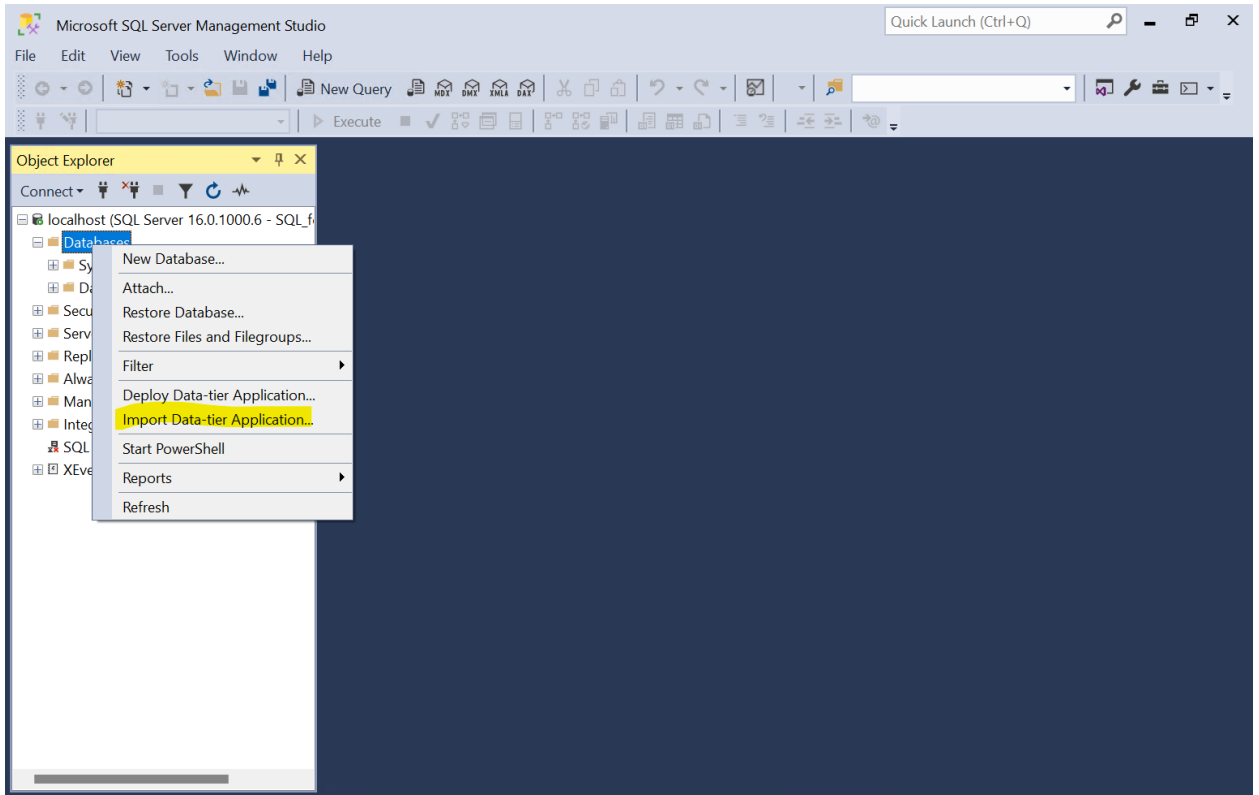 Microsoft SQL Server Management Studio
Quick Launch (Ctrl+Q)
File Edit View Tools Window Help
New Query MDX DMX XMLA DAX
Execute
Object Explorer
Connect
localhost (SQL Server 16.0.1000.6 - SQL_f
Databases
New Database...
Sy
Attach...
Da
Restore Database...
Secu
Restore Files and Filegroups...
Serv
Repl
Filter
Alwa
Deploy Data-tier Application...
Man
Import Data-tier Application...
Integ
Start PowerShell
SQL
XEve
Reports
Refresh